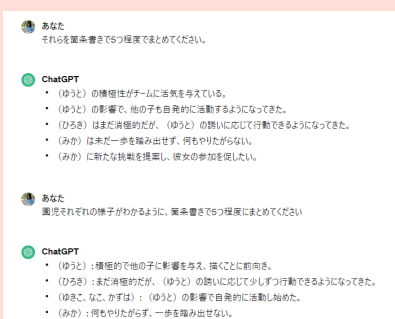 あなた
それらを箇条書きで5つ程度でまとめてください。
ChatGPT
• （ゆうと）の積極性がチームに活気を与えている。
• （ゆうと）の影響で、他の子も自発的に活動するようになってきた。
• （ひろき）はまだ消極的だが、（ゆうと）の誘いに応じて行動できるようになってきた。
• （みか）は未だ一歩を踏み出せず、何もやりたがらない。
• （みか）に新たな挑戦を提案し、彼女の参加を促したい。
あなた
園児それぞれの様子がわかるように、箇条書きで5つ程度にまとめてください
ChatGPT
• （ゆうと）：積極的で他の子に影響を与え、描くことに前向き。
• （ひろき）：まだ消極的だが、（ゆうと）の誘いに応じて少しずつ行動できるようになってきた。
• （ゆきこ、なこ、かずは）：（ゆうと）の影響で自発的に活動し始めた。
• （みか）：何もやりたがらず、一歩を踏み出せない。